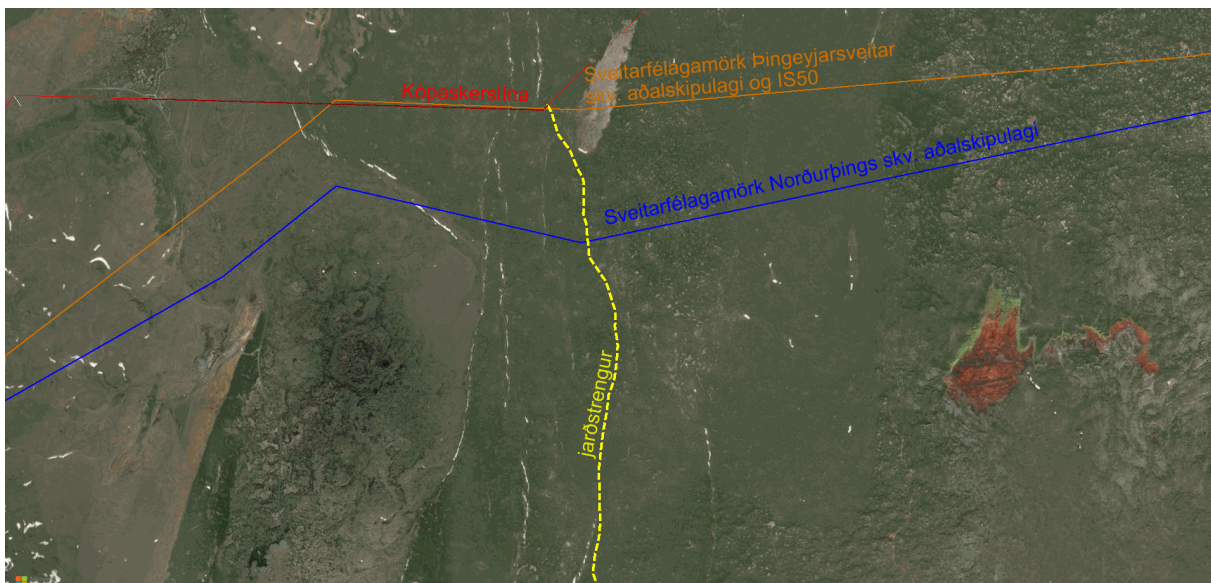 Sveitarfélagamörk Þingeyjarsveitar
skv. aðalskipulagi og IS50
Kópaskerslína
Sveitarfélagamörk Norðurþings skv. aðalskipulagi
jarðstrengur